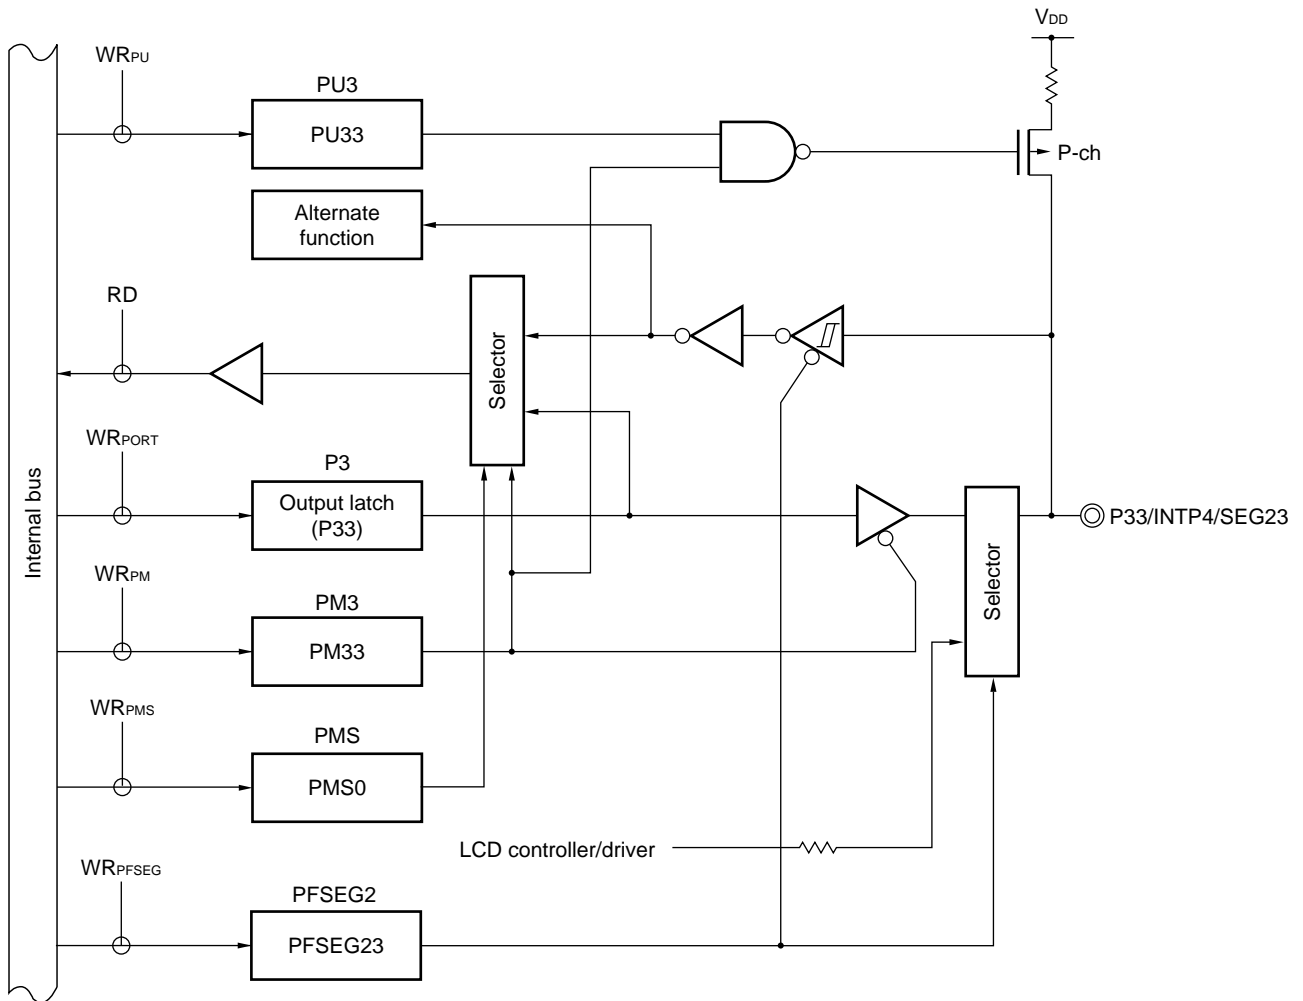 VDD
WRPU
PU3
PU33
P-ch
Alternate
function
RD
Selector
WRPORT
P3
Output latch
(P33)
P33/INTP4/SEG23
Internal bus
WRPM
PM3
PM33
Selector
WRPMS
PMS
PMS0
LCD controller/driver
WRPFSEG
PFSEG2
PFSEG23